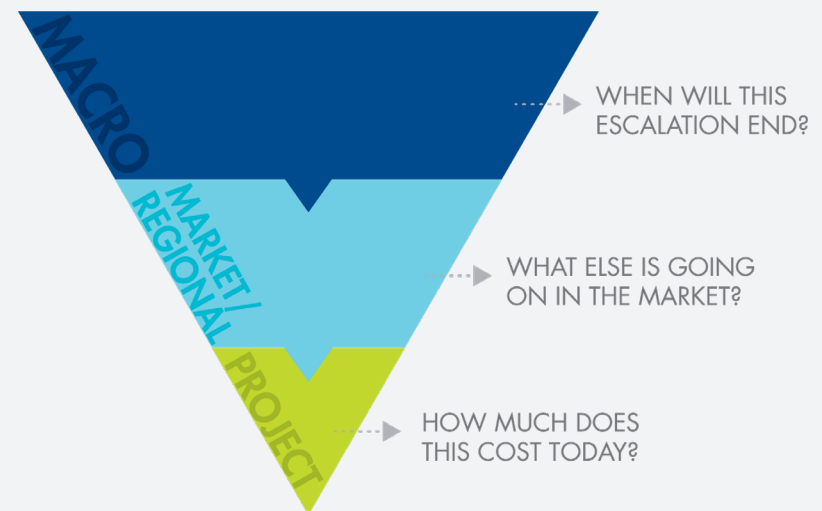 MACRO
WHEN WILL THIS
ESCALATION END?
MARKET/
REGIONAL
WHAT ELSE IS GOING
ON IN THE MARKET?
PROJECT
HOW MUCH DOES
THIS COST TODAY?